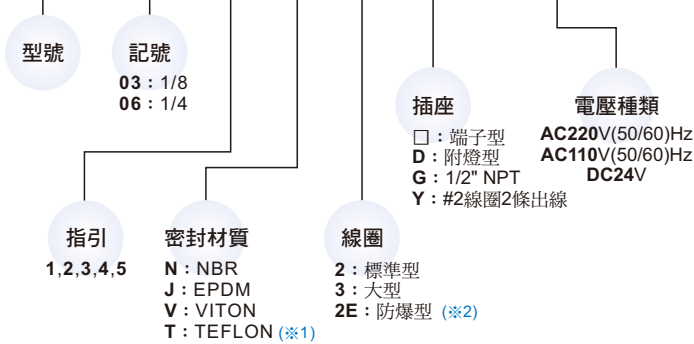 型號
記號
03：1/8
06：1/4
插座
□：端子型
D：附燈型
G：1/2" NPT
Y：#2線圈2條出線
電壓種類
AC220V(50/60)Hz
AC110V(50/60)Hz
DC24V
指引
1,2,3,4,5
密封材質
N：NBR
J：EPDM
V：VITON
T：TEFLON (※1)
線圈
2：標準型
3：大型
2E：防爆型 (※2)